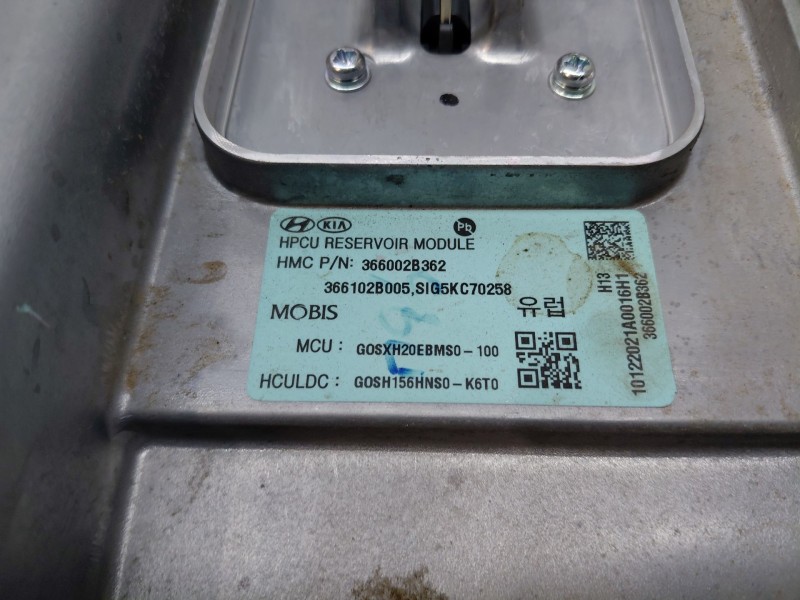 KIA
Pb
HPCU RESERVOIR MODULE
HMC P/N: 366002B362
366102B005,SIG5KC70258
MOBIS 유럽
MCU : GOSXH20EBMS0-100
HCULDC : GOSH156HNS0-K6T0
H13
10122021A0016H1
366002B362